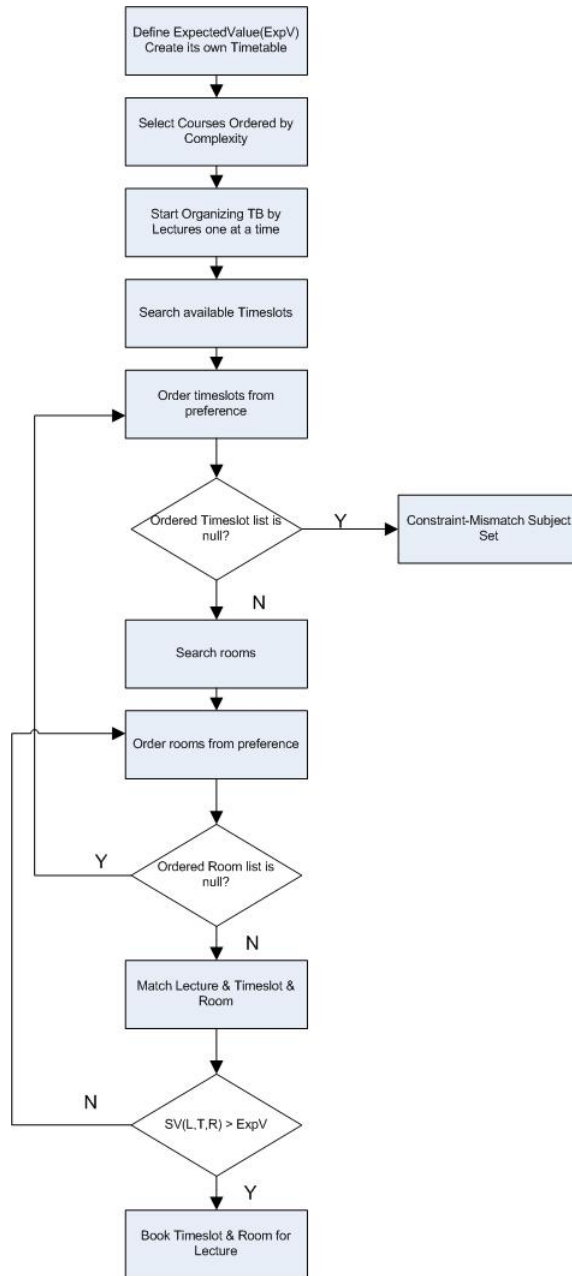 Define ExpectedValue(ExpV)
Create its own Timetable
Select Courses Ordered by
Complexity
Start Organizing TB by
Lectures one at a time
Search available Timeslots
Order timeslots from
preference
Ordered Timeslot list is
null?
Y
Constraint-Mismatch Subject
Set
N
Search rooms
Order rooms from preference
Y
Ordered Room list is
null?
N
Match Lecture & Timeslot &
Room
N
SV(L,T,R) > ExpV
Y
Book Timeslot & Room for
Lecture